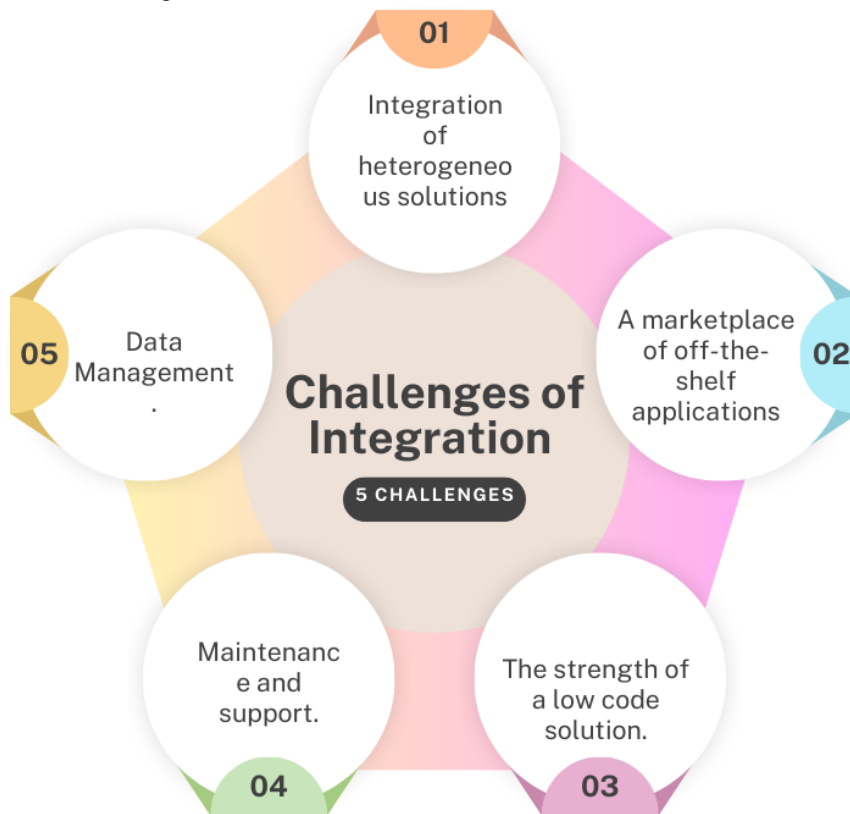 01
Integration
of
heterogeneo
us solutions
A marketplace
of off-the-
shelf
applications
02
05
Data
Management
.
Challenges of
Integration
5 CHALLENGES
Maintenanc
e and
support.
04
The strength of
a low code
solution.
03